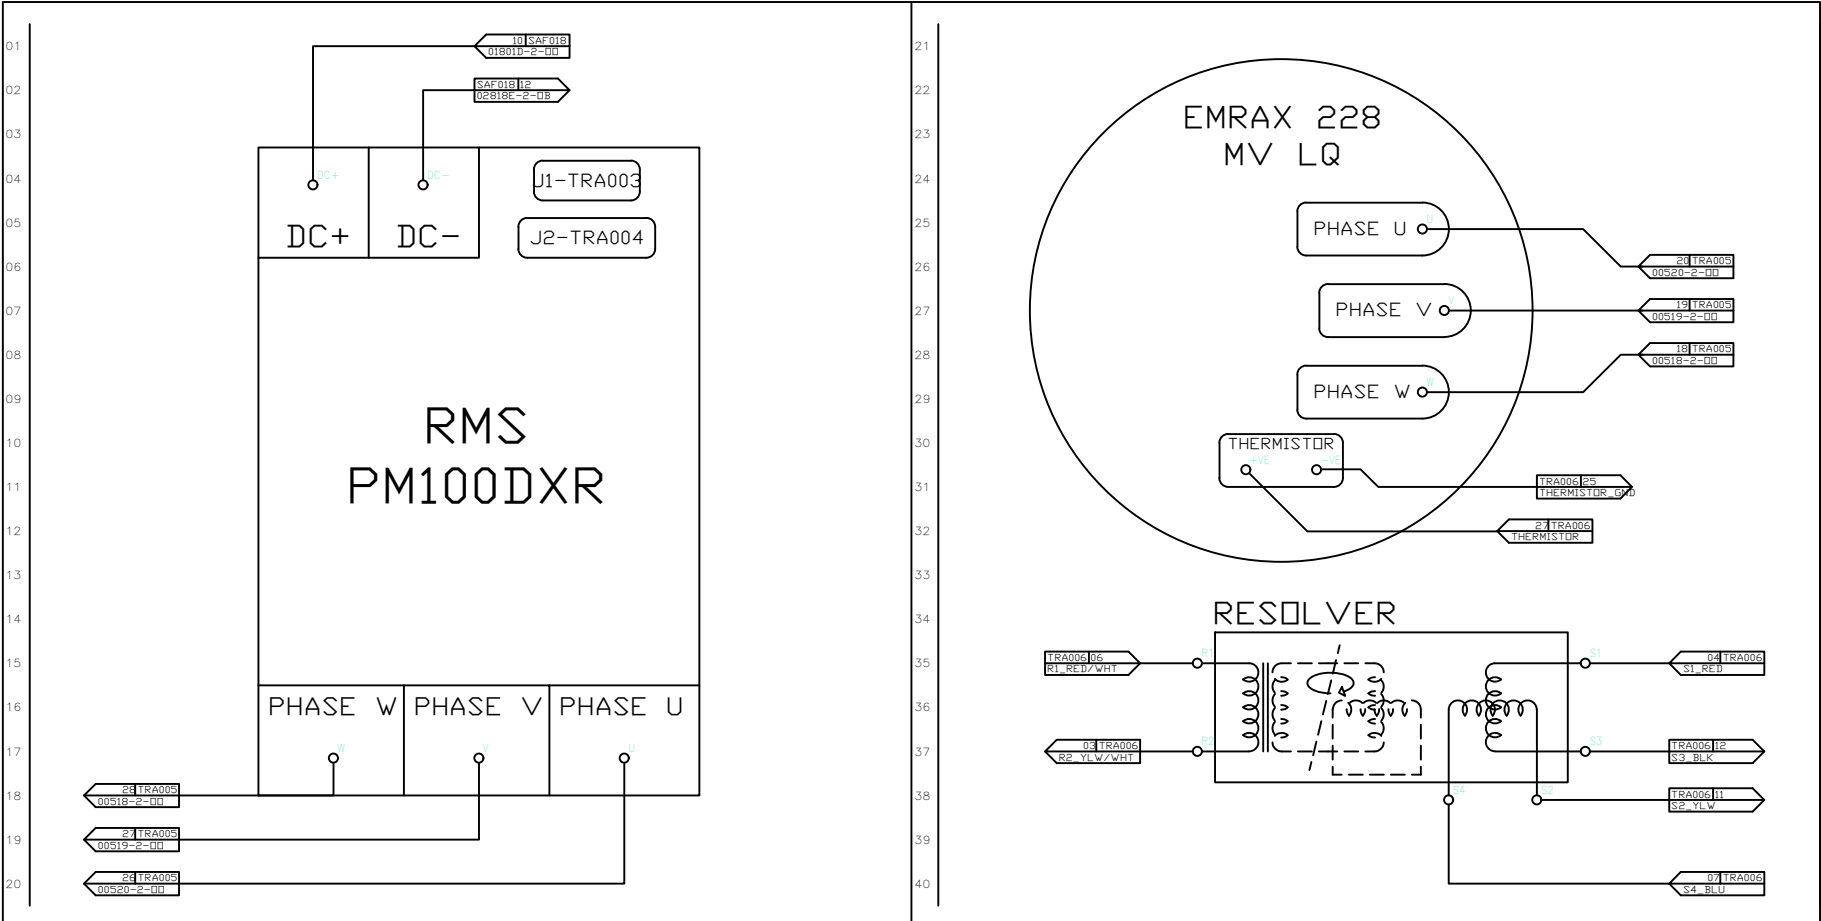 01
10 SAF018
01801D-2-00
02
SAF018 12
02818E-2-0B
03
04
DC+
DC-
J1-TRA003
05
DC+
DC-
J2-TRA004
06
07
08
09
RMS
10
11
PM100DXR
12
13
14
15
16
PHASE W
PHASE V
PHASE U
17
W
V
U
18
28 TRA005
00518-2-00
19
27 TRA005
00519-2-00
20
26 TRA005
00520-2-00
21
22
EMRAX 228
23
MV LQ
24
25
PHASE U
U
26
20 TRA005
00520-2-00
27
PHASE V
V
19 TRA005
00519-2-00
28
18 TRA005
00518-2-00
29
PHASE W
W
30
THERMISTOR
+VE
-VE
31
TRA006 25
THERMISTOR_GND
32
27 TRA006
THERMISTOR
33
34
RESOLVER
35
TRA006 06
R1_RED/WHT
R1
S1
04 TRA006
S1_RED
36
37
03 TRA006
R2_YLW/WHT
R2
S3
TRA006 12
S3_BLK
38
S4
S2
TRA006 11
S2_YLW
39
40
07 TRA006
S4_BLU